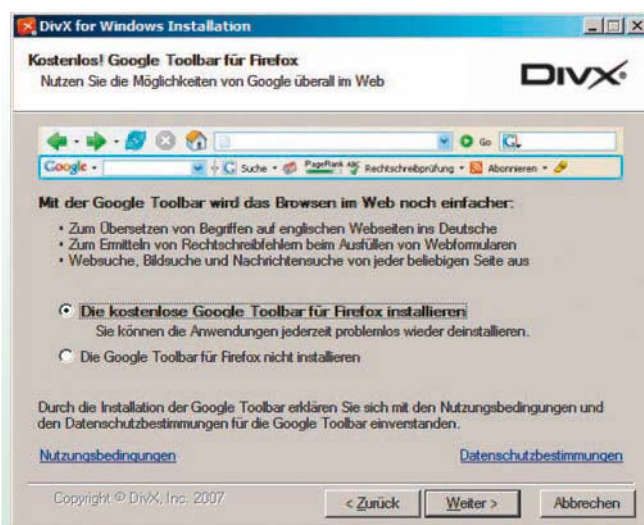 DivX for Windows Installation
Kostenlos! Google Toolbar für Firefox
Nutzen Sie die Möglichkeiten von Google überall im Web
DIVX
Go G
Google G Suche PageRank ABC Rechtschreibprüfung Abonnieren
Mit der Google Toolbar wird das Browsen im Web noch einfacher:
• Zum Übersetzen von Begriffen auf englischen Webseiten ins Deutsche
• Zum Ermitteln von Rechtschreibfehlern beim Ausfüllen von Webformularen
• Websuche, Bildsuche und Nachrichtensuche von jeder beliebigen Seite aus
Die kostenlose Google Toolbar für Firefox installieren
Sie können die Anwendungen jederzeit problemlos wieder deinstallieren.
Die Google Toolbar für Firefox nicht installieren
Durch die Installation der Google Toolbar erklären Sie sich mit den Nutzungsbedingungen und
den Datenschutzbestimmungen für die Google Toolbar einverstanden.
Nutzungsbedingungen Datenschutzbestimmungen
Copyright © DivX, Inc. 2007 < Zurück Weiter > Abbrechen